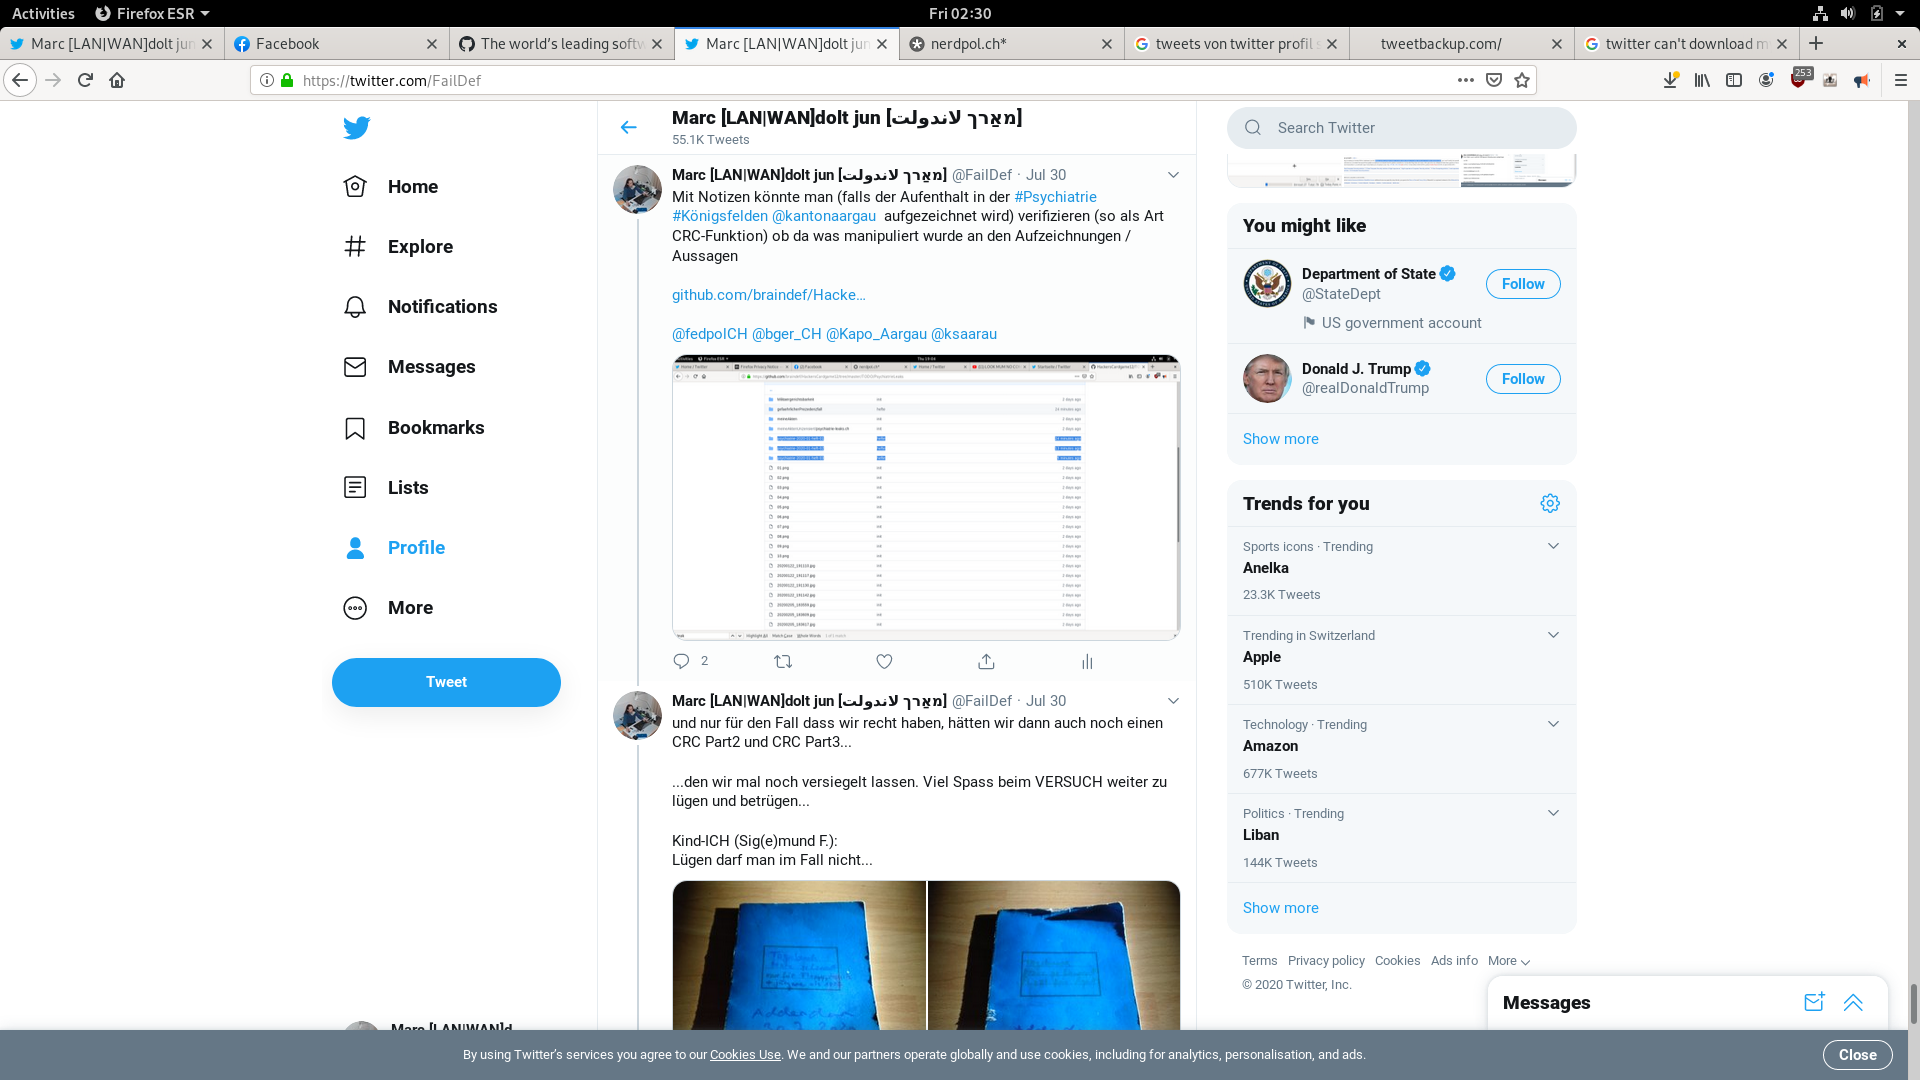 Activities Firefox ESR Fri 02:30
Marc [LAN|WAN]dolt jun Facebook The world's leading softw Marc [LAN|WAN]dolt jun nerdpol.ch* tweets von twitter profil s tweetbackup.com/ twitter can't download m
https://twitter.com/FailDef 253
Home
Explore
Notifications
Messages
Bookmarks
Lists
Profile
More
Tweet
Marc [LAN|WAN]d
Marc [LAN|WAN]dolt jun [מאַרך לאנדולת]
55.1K Tweets
Marc [LAN|WAN]dolt jun [מאַרך לאנדולת] @FailDef · Jul 30
Mit Notizen könnte man (falls der Aufenthalt in der #Psychiatrie
#Königsfelden @kantonaargau aufgezeichnet wird) verifizieren (so als Art
CRC-Funktion) ob da was manipuliert wurde an den Aufzeichnungen /
Aussagen
github.com/braindef/Hacke…
@fedpolCH @bger_CH @Kapo_Aargau @ksaarau
2
Marc [LAN|WAN]dolt jun [מאַרך לאנדולת] @FailDef · Jul 30
und nur für den Fall dass wir recht haben, hätten wir dann auch noch einen
CRC Part2 und CRC Part3...
...den wir mal noch versiegelt lassen. Viel Spass beim VERSUCH weiter zu
lügen und betrügen...
Kind-ICH (Sig(e)mund F.):
Lügen darf man im Fall nicht...
Search Twitter
You might like
Department of State
@StateDept
US government account
Follow
Donald J. Trump
@realDonaldTrump
Follow
Show more
Trends for you
Sports icons · Trending
Anelka
23.3K Tweets
Trending in Switzerland
Apple
510K Tweets
Technology · Trending
Amazon
677K Tweets
Politics · Trending
Liban
144K Tweets
Show more
Terms Privacy policy Cookies Ads info More
© 2020 Twitter, Inc.
Messages
By using Twitter's services you agree to our Cookies Use. We and our partners operate globally and use cookies, including for analytics, personalisation, and ads.
Close